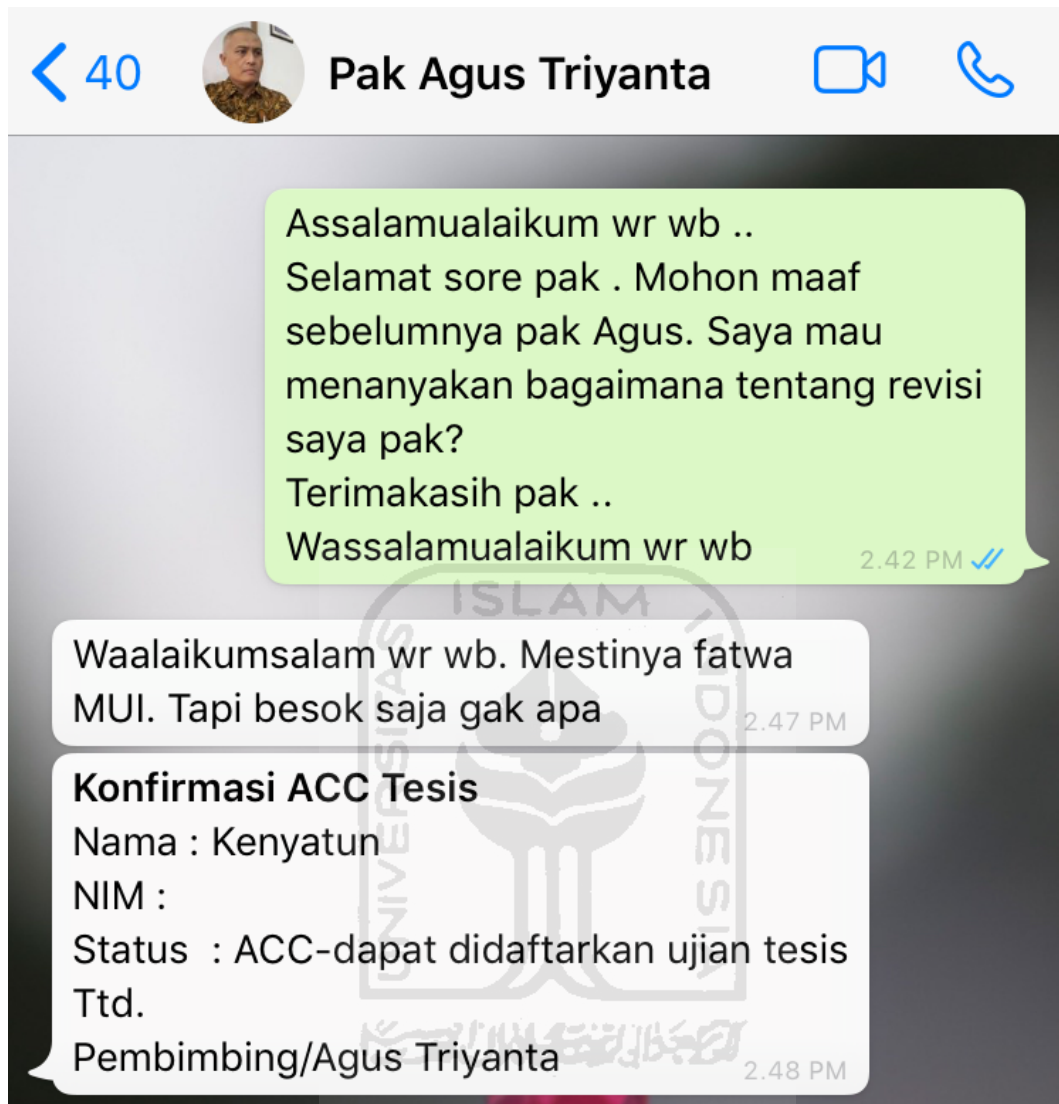 40
Pak Agus Triyanta
Assalamualaikum wr wb ..
Selamat sore pak . Mohon maaf
sebelumnya pak Agus. Saya mau
menanyakan bagaimana tentang revisi
saya pak?
Terimakasih pak ..
Wassalamualaikum wr wb
2.42 PM
Waalaikumsalam wr wb. Mestinya fatwa
MUI. Tapi besok saja gak apa
2.47 PM
Konfirmasi ACC Tesis
Nama : Kenyatun
NIM :
Status : ACC-dapat didaftarkan ujian tesis
Ttd.
Pembimbing/Agus Triyanta
2.48 PM
UNIVERSITAS
ISLAM
INDONESIA